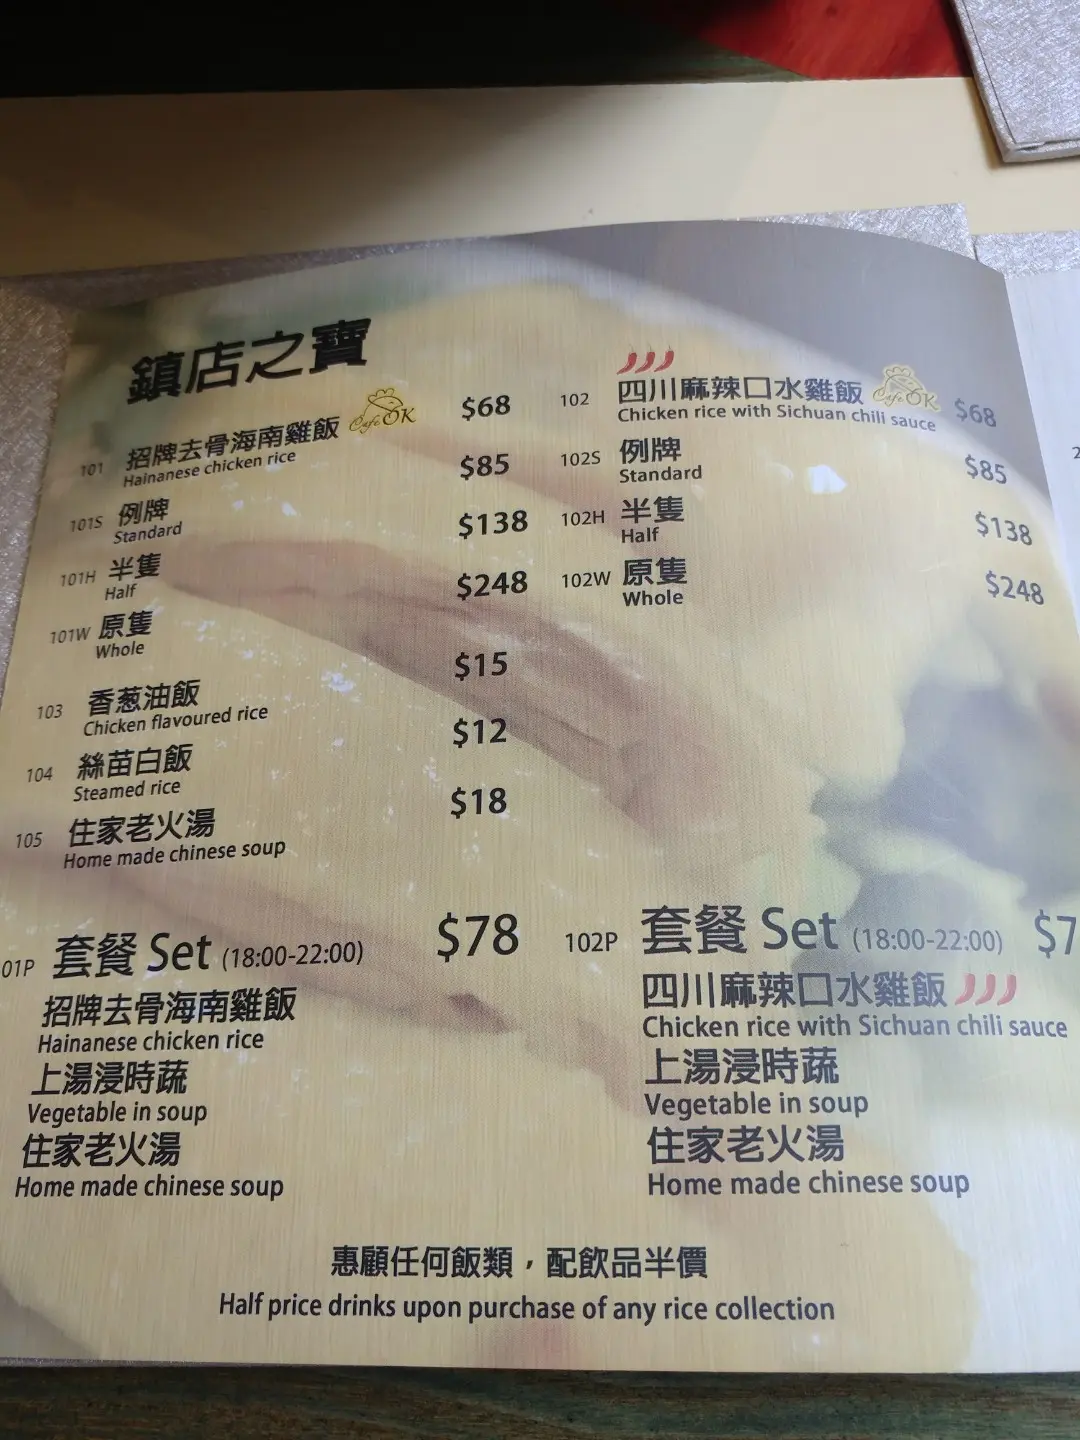 鎮店之寶
101 招牌去骨海南雞飯 Café OK $68
Hainanese chicken rice
101S 例牌 $85
Standard
101H 半隻 $138
Half
101W 原隻 $248
Whole
103 香葱油飯 $15
Chicken flavoured rice
104 絲苗白飯 $12
Steamed rice
105 住家老火湯 $18
Home made chinese soup
102 四川麻辣口水雞飯 Café OK $68
Chicken rice with Sichuan chili sauce
102S 例牌 $85
Standard
102H 半隻 $138
Half
102W 原隻 $248
Whole
01P 套餐 Set (18:00-22:00) $78
招牌去骨海南雞飯
Hainanese chicken rice
上湯浸時蔬
Vegetable in soup
住家老火湯
Home made chinese soup
102P 套餐 Set (18:00-22:00) $7
四川麻辣口水雞飯
Chicken rice with Sichuan chili sauce
上湯浸時蔬
Vegetable in soup
住家老火湯
Home made chinese soup
惠顧任何飯類，配飲品半價
Half price drinks upon purchase of any rice collection